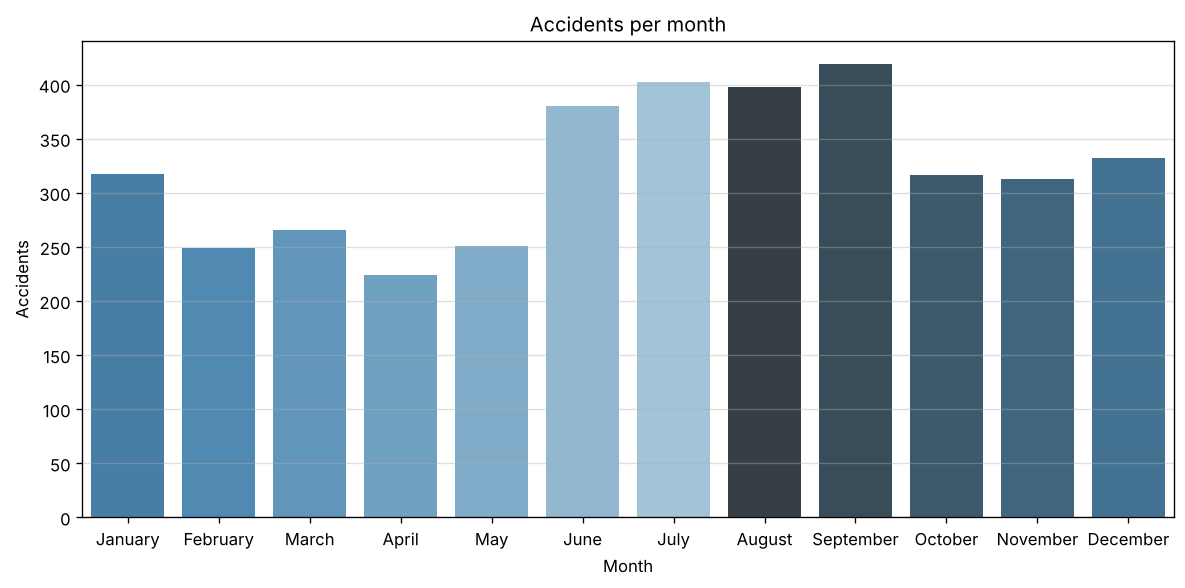 Accidents per month
Accidents
400
350
300
250
200
150
100
50
0
January February March April May June July August September October November December
Month